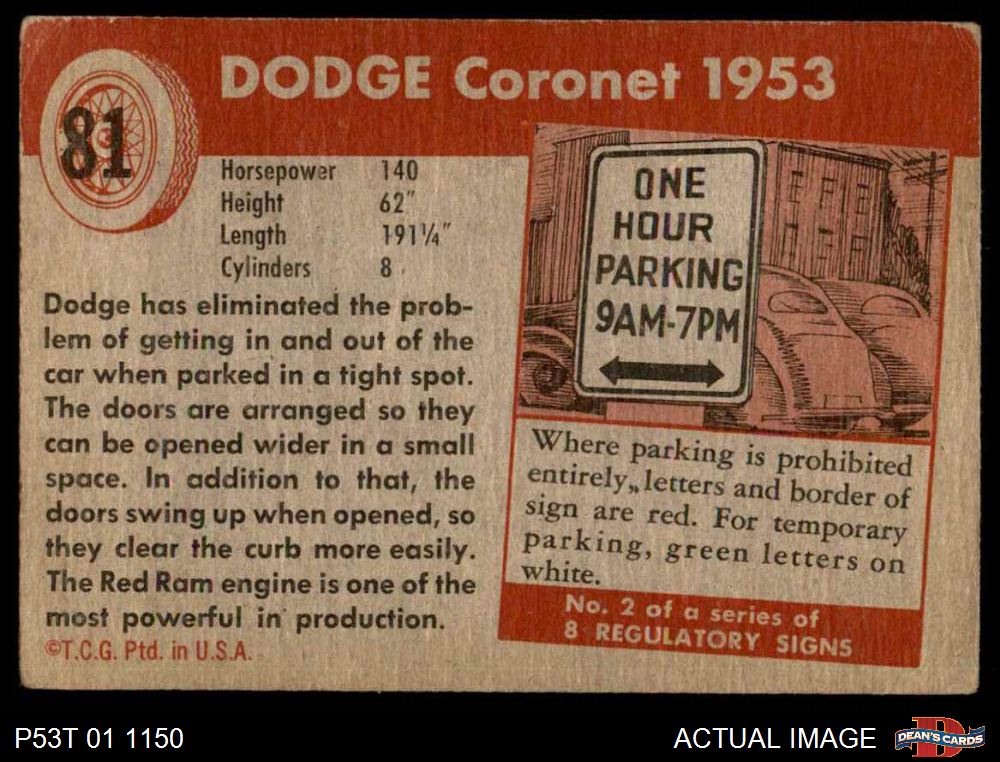 DODGE Coronet 1953
81
Horsepower 140
Height 62"
Length 191¼"
Cylinders 8
Dodge has eliminated the prob-
lem of getting in and out of the
car when parked in a tight spot.
The doors are arranged so they
can be opened wider in a small
space. In addition to that, the
doors swing up when opened, so
they clear the curb more easily.
The Red Ram engine is one of the
most powerful in production.
©T.C.G. Ptd. in U.S.A.
ONE
HOUR
PARKING
9AM-7PM
Where parking is prohibited
entirely, letters and border of
sign are red. For temporary
parking, green letters on
white.
No. 2 of a series of
8 REGULATORY SIGNS
P53T 01 1150
ACTUAL IMAGE
DEAN'S CARDS